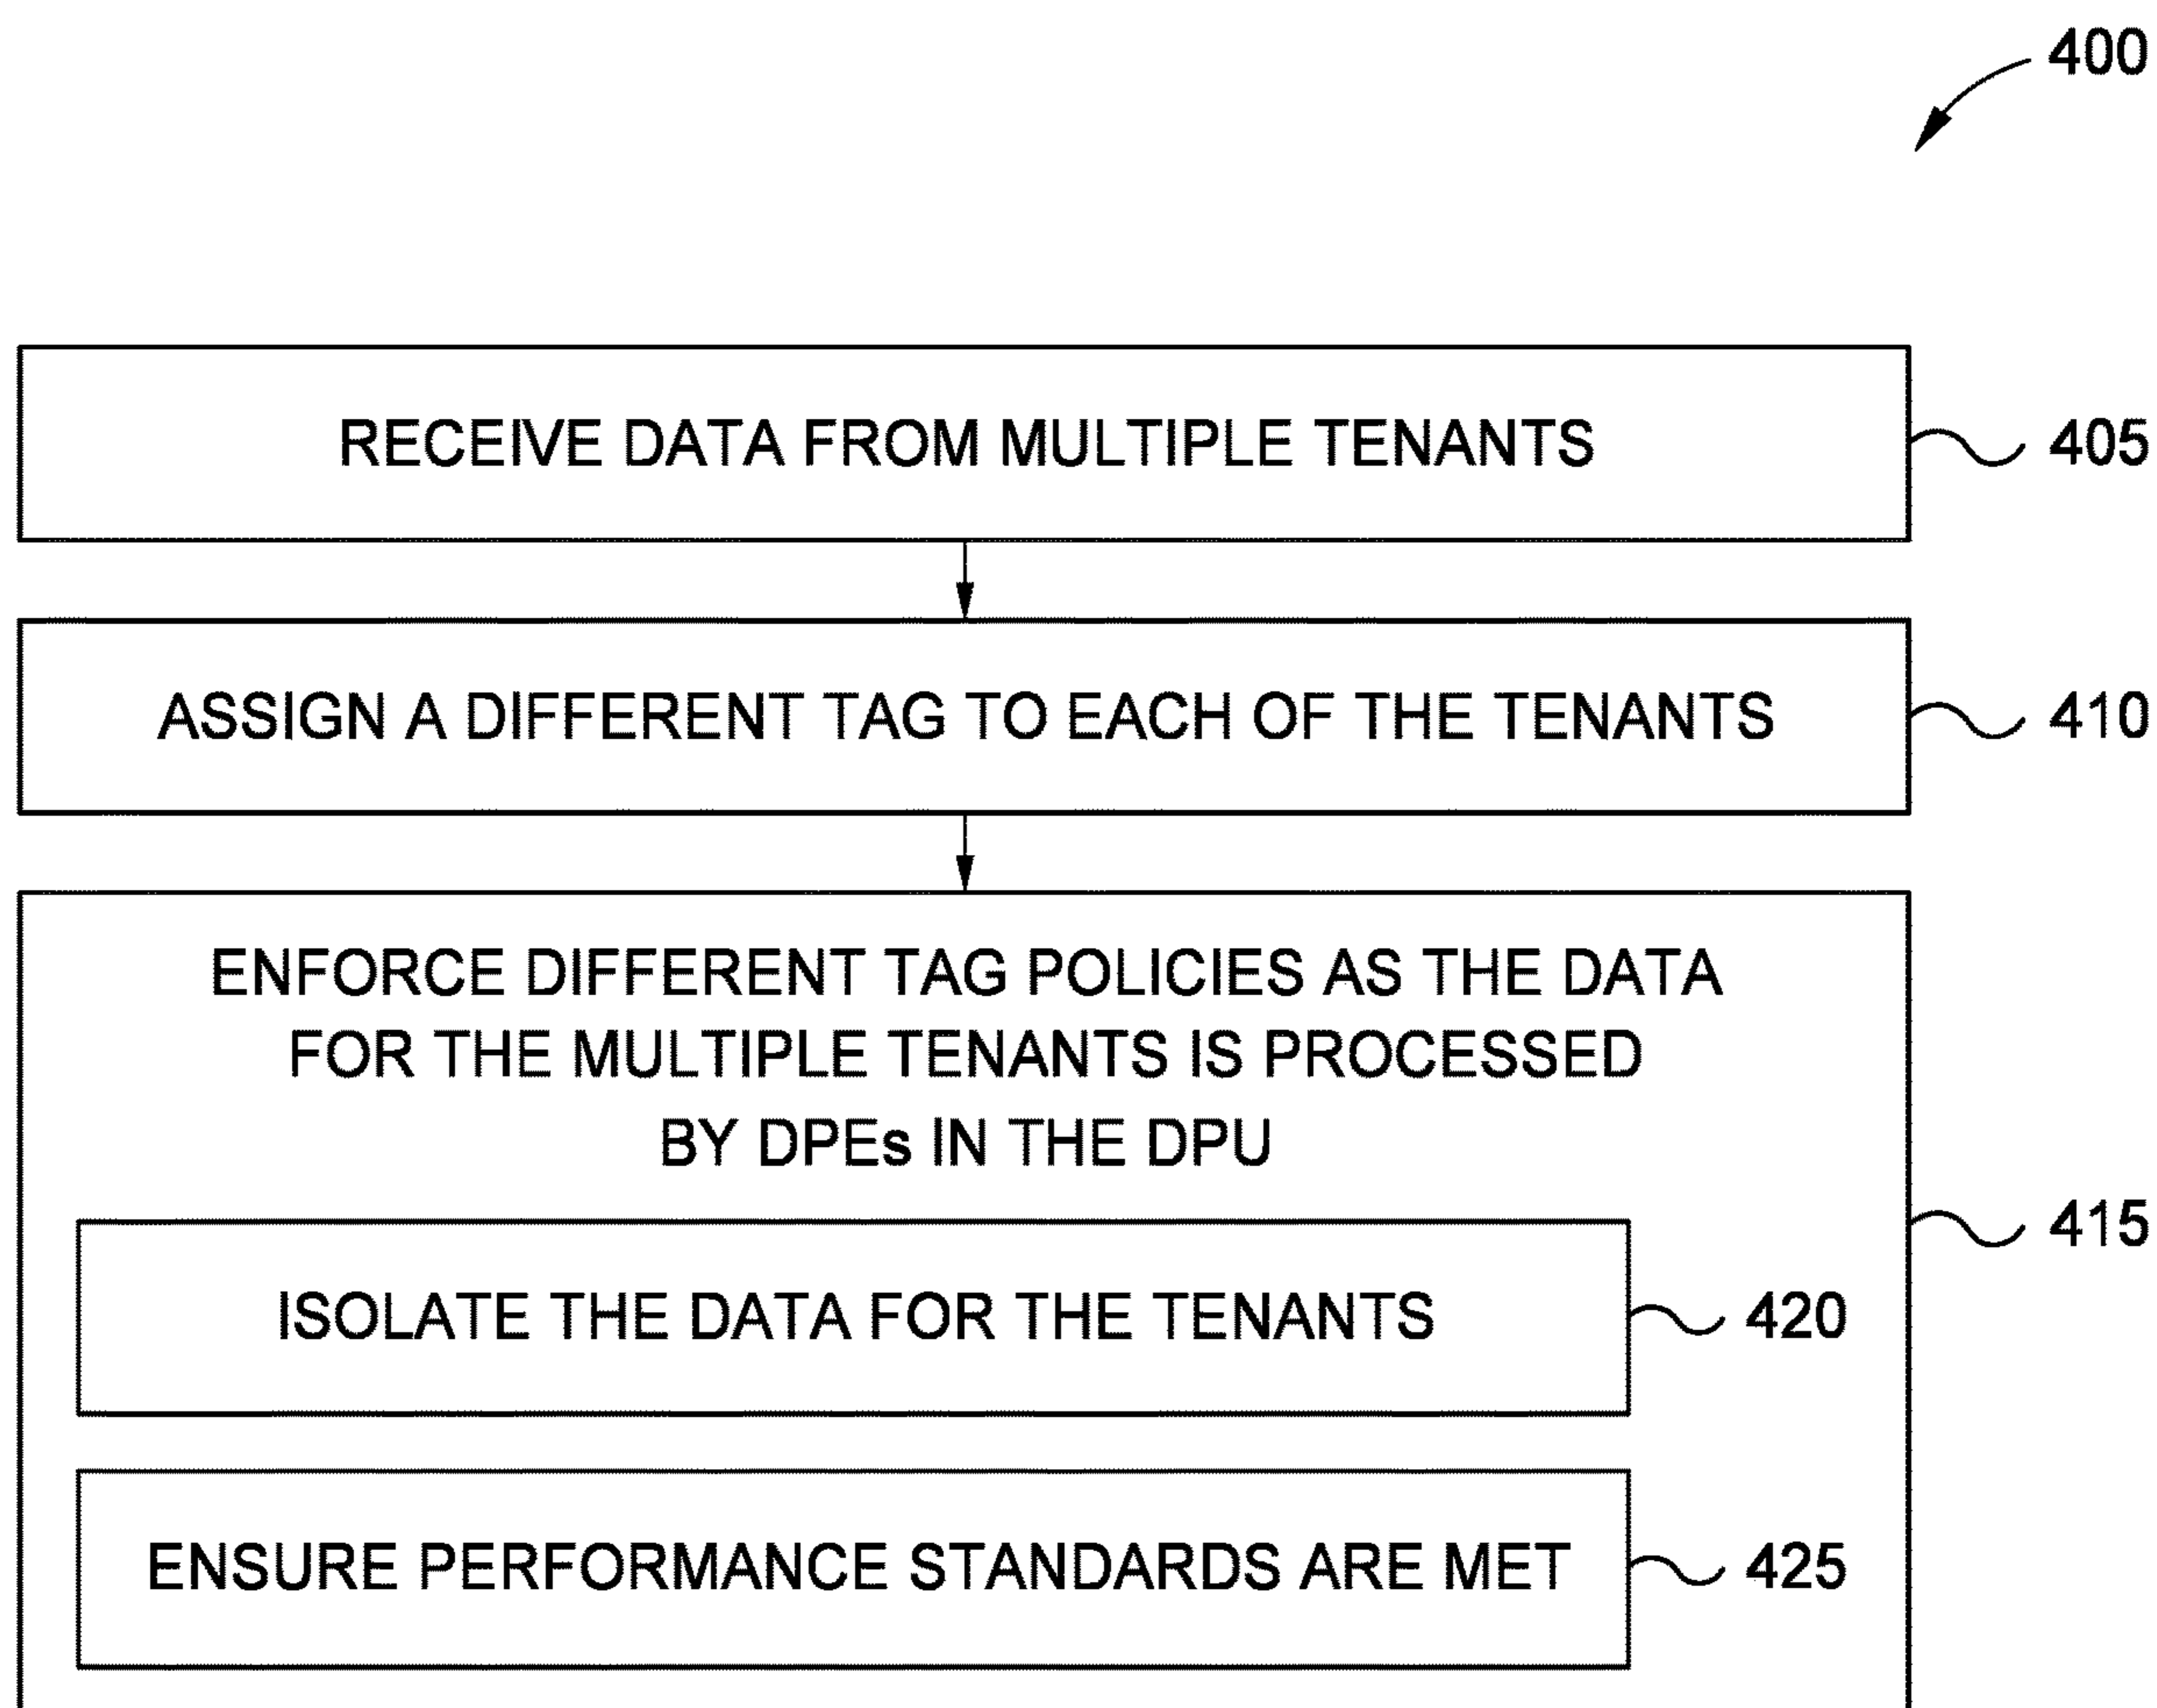 400
RECEIVE DATA FROM MULTIPLE TENANTS
405
ASSIGN A DIFFERENT TAG TO EACH OF THE TENANTS
410
ENFORCE DIFFERENT TAG POLICIES AS THE DATA
FOR THE MULTIPLE TENANTS IS PROCESSED
BY DPEs IN THE DPU
415
ISOLATE THE DATA FOR THE TENANTS
420
ENSURE PERFORMANCE STANDARDS ARE MET
425